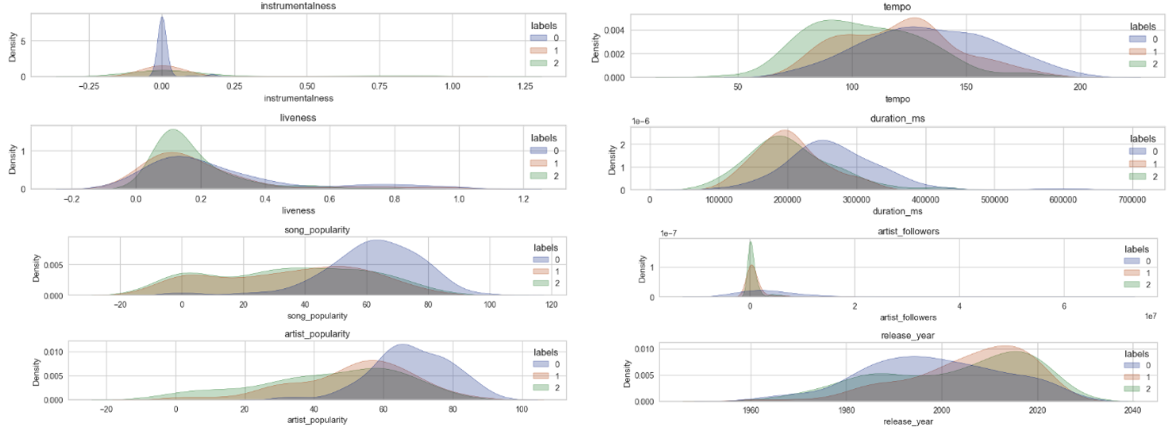 instrumentalness
Density
5
0
labels
0
1
2
−0.25 0.00 0.25 0.50 0.75 1.00 1.25
instrumentalness
liveness
Density
1
0
labels
0
1
2
−0.2 0.0 0.2 0.4 0.6 0.8 1.0 1.2
liveness
song_popularity
Density
0.005
0.000
labels
0
1
2
−20 0 20 40 60 80 100 120
song_popularity
artist_popularity
Density
0.010
0.005
0.000
labels
0
1
2
−20 0 20 40 60 80 100
artist_popularity
tempo
Density
0.004
0.002
0.000
labels
0
1
2
50 100 150 200
tempo
1e−6
duration_ms
Density
2
1
0
labels
0
1
2
0 100000 200000 300000 400000 500000 600000 700000
duration_ms
1e−7
artist_followers
Density
1
0
labels
0
1
2
0 2 4 6
artist_followers
1e7
release_year
Density
0.010
0.005
0.000
labels
0
1
2
1960 1980 2000 2020 2040
release_year